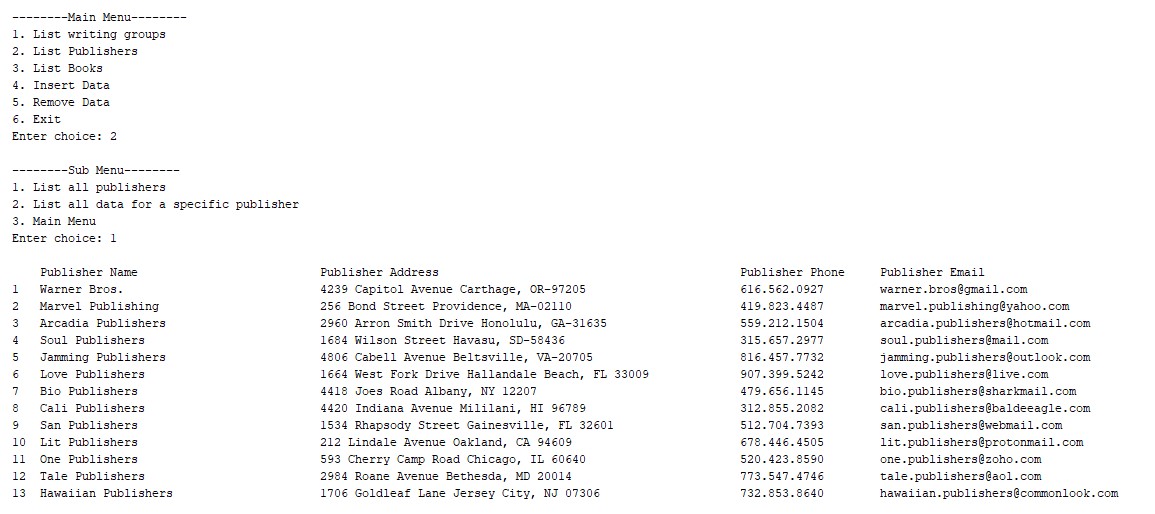 --------Main Menu--------
1. List writing groups
2. List Publishers
3. List Books
4. Insert Data
5. Remove Data
6. Exit
Enter choice: 2
--------Sub Menu--------
1. List all publishers
2. List all data for a specific publisher
3. Main Menu
Enter choice: 1
Publisher Name Publisher Address Publisher Phone Publisher Email
1 Warner Bros. 4239 Capitol Avenue Carthage, OR-97205 616.562.0927 warner.bros@gmail.com
2 Marvel Publishing 256 Bond Street Providence, MA-02110 419.823.4487 marvel.publishing@yahoo.com
3 Arcadia Publishers 2960 Arron Smith Drive Honolulu, GA-31635 559.212.1504 arcadia.publishers@hotmail.com
4 Soul Publishers 1684 Wilson Street Havasu, SD-58436 315.657.2977 soul.publishers@mail.com
5 Jamming Publishers 4806 Cabell Avenue Beltsville, VA-20705 816.457.7732 jamming.publishers@outlook.com
6 Love Publishers 1664 West Fork Drive Hallandale Beach, FL 33009 907.399.5242 love.publishers@live.com
7 Bio Publishers 4418 Joes Road Albany, NY 12207 479.656.1145 bio.publishers@sharkmail.com
8 Cali Publishers 4420 Indiana Avenue Mililani, HI 96789 312.855.2082 cali.publishers@baldeeagle.com
9 San Publishers 1534 Rhapsody Street Gainesville, FL 32601 512.704.7393 san.publishers@webmail.com
10 Lit Publishers 212 Lindale Avenue Oakland, CA 94609 678.446.4505 lit.publishers@protonmail.com
11 One Publishers 593 Cherry Camp Road Chicago, IL 60640 520.423.8590 one.publishers@zoho.com
12 Tale Publishers 2984 Roane Avenue Bethesda, MD 20014 773.547.4746 tale.publishers@aol.com
13 Hawaiian Publishers 1706 Goldleaf Lane Jersey City, NJ 07306 732.853.8640 hawaiian.publishers@commonlook.com